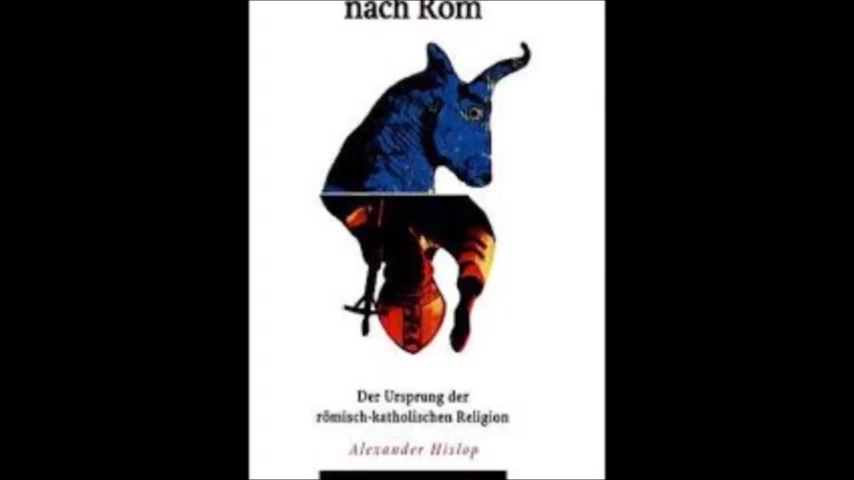 nach Rom
Der Ursprung der
römisch-katholischen Religion
Alexander Hislop